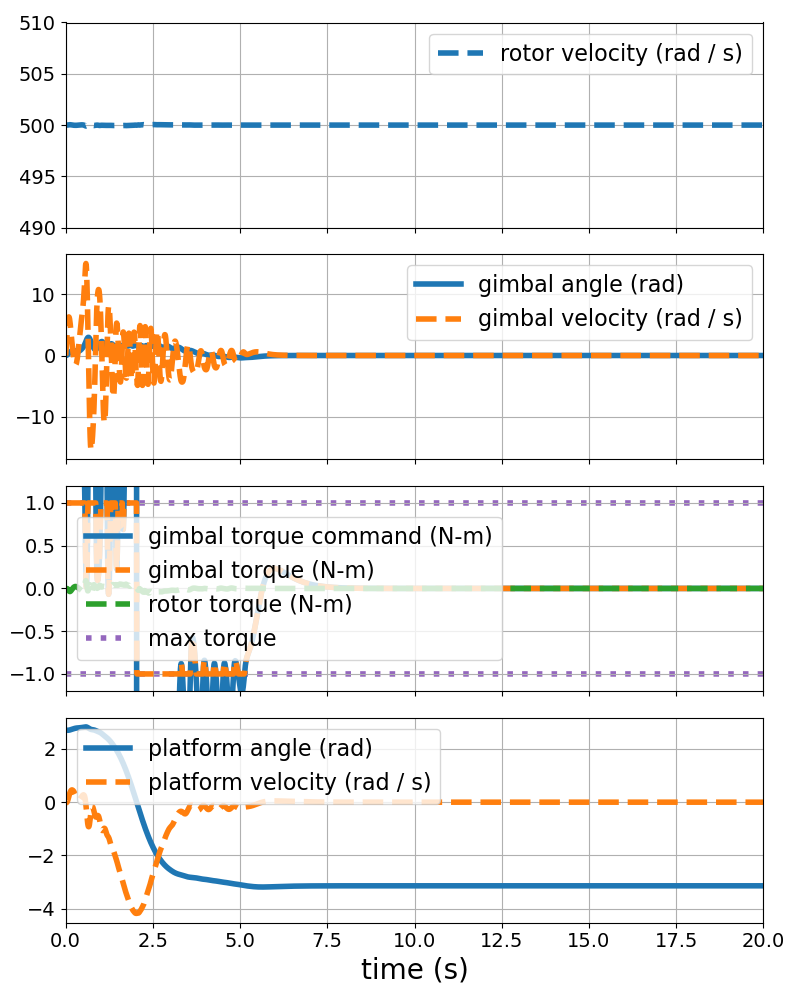 510
505
500
495
490
rotor velocity (rad / s)
10
0
−10
gimbal angle (rad)
gimbal velocity (rad / s)
1.0
0.5
0.0
−0.5
−1.0
gimbal torque command (N-m)
gimbal torque (N-m)
rotor torque (N-m)
max torque
2
0
−2
−4
platform angle (rad)
platform velocity (rad / s)
0.0 2.5 5.0 7.5 10.0 12.5 15.0 17.5 20.0
time (s)